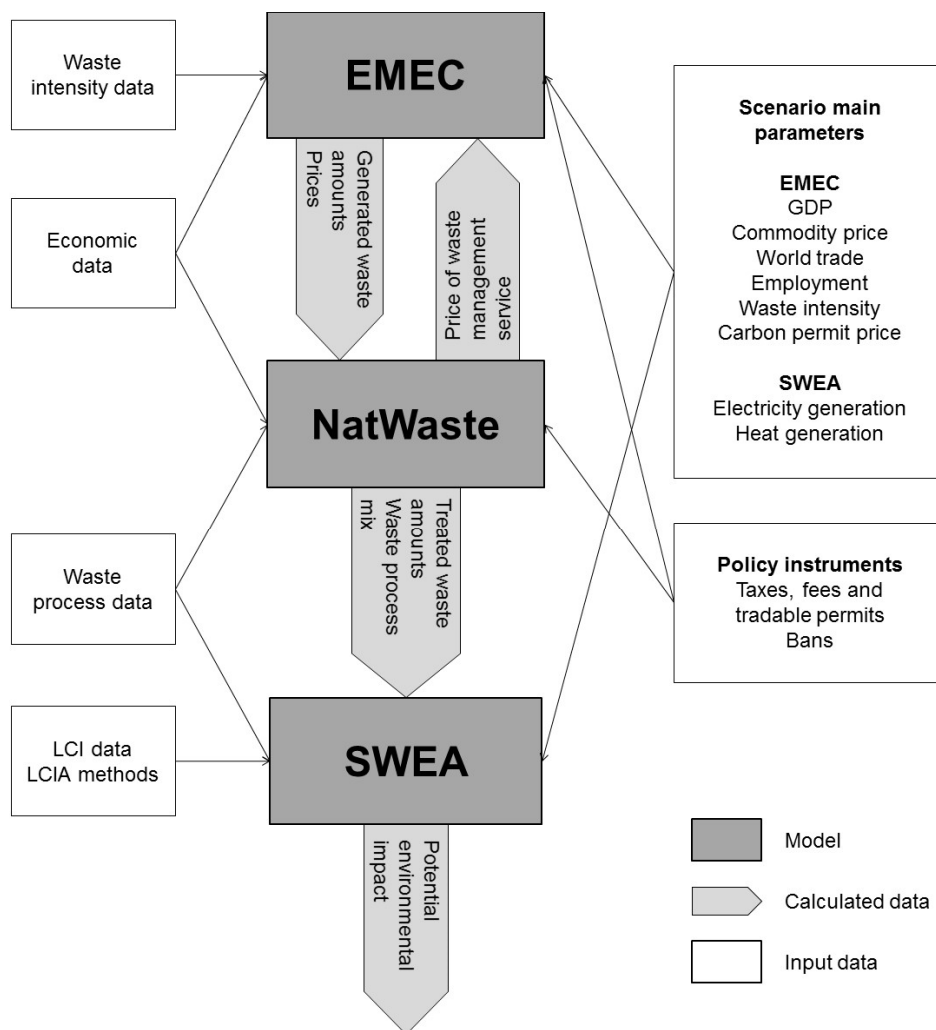 Waste
intensity data
EMEC
Scenario main
parameters
EMEC
GDP
Commodity price
World trade
Employment
Waste intensity
Carbon permit price
SWEA
Electricity generation
Heat generation
Generated waste
amounts
Prices
Price of waste
management
service
Economic
data
NatWaste
Treated waste
amounts
Waste process
mix
Waste
process data
Policy instruments
Taxes, fees and
tradable permits
Bans
LCI data
LCIA methods
SWEA
Potential
environmental
impact
Model
Calculated data
Input data